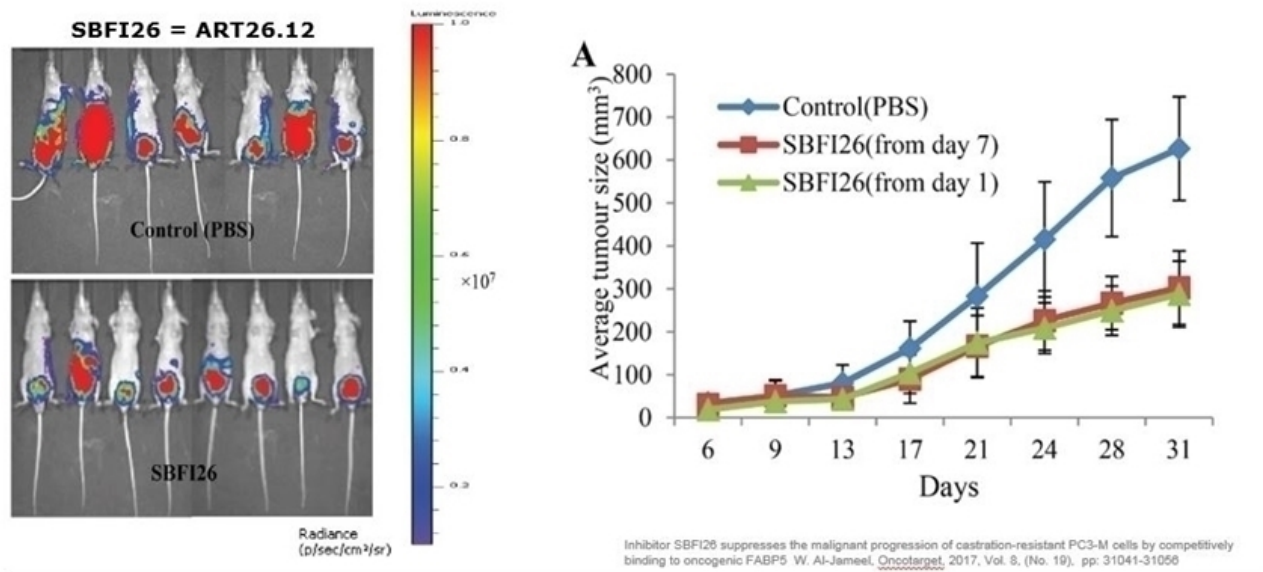 SBFI26 = ART26.12
Control (PBS)
SBFI26
Radiance
(p/sec/cm²/sr)
Luminescence
1.0
0.8
0.6
×10⁷
0.4
0.2
A
Average tumour size (mm³)
800
700
600
500
400
300
200
100
0
Control(PBS)
SBFI26(from day 7)
SBFI26(from day 1)
6 9 13 17 21 24 28 31
Days
Inhibitor SBFI26 suppresses the malignant progression of castration-resistant PC3-M cells by competitively
binding to oncogenic FABP5 W. Al-Jameel, Oncotarget, 2017, Vol. 8, (No. 19), pp: 31041-31056